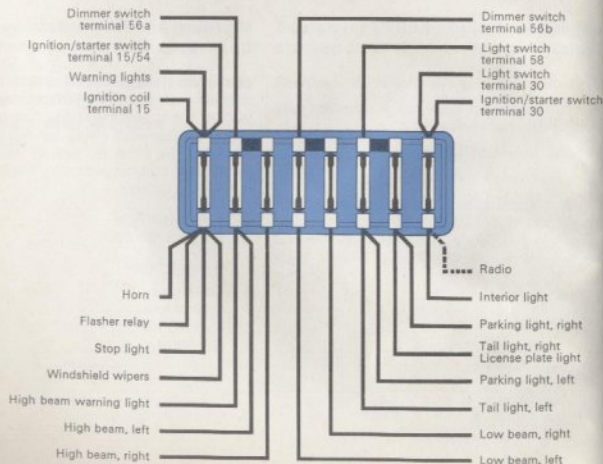 Dimmer switch
terminal 56a
Ignition/starter switch
terminal 15/54
Warning lights
Ignition coil
terminal 15
Dimmer switch
terminal 56b
Light switch
terminal 58
Light switch
terminal 30
Ignition/starter switch
terminal 30
Horn
Flasher relay
Stop light
Windshield wipers
High beam warning light
High beam, left
High beam, right
Radio
Interior light
Parking light, right
Tail light, right
License plate light
Parking light, left
Tail light, left
Low beam, right
Low beam, left